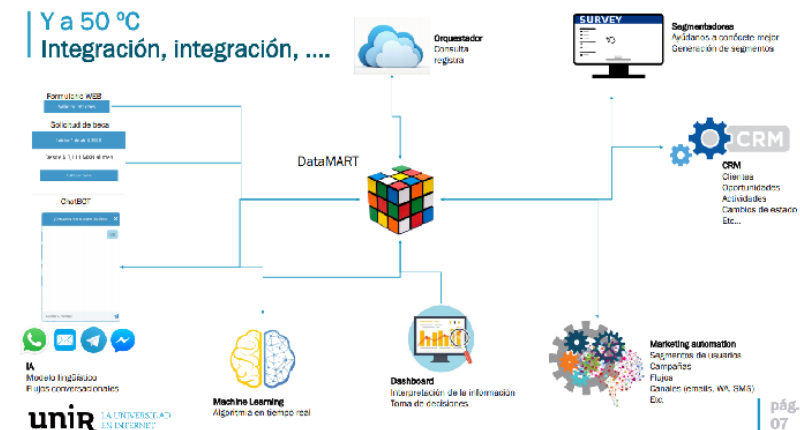 Y a 50 ºC
Integración, integración, ....
Orquestador
Consulta
registra
SURVEY
Segmentadores
Ayúdanos a conócete mejor
Generación de segmentos
Formulario WEB
Solicitud de beca
ChatBOT
DataMART
CRM
CRM
Clientes
Oportunidades
Actividades
Cambios de estado
Etc...
IA
Modelo lingüístico
Flujos conversacionales
Machine Learning
Algoritmia en tiempo real
Dashboard
Interpretación de la información
Toma de decisiones
Marketing automation
Segmentos de usuarios
Campañas
Flujos
Canales (emails, WA, SMS)
Etc.
unir LA UNIVERSIDAD
EN INTERNET
pág.
07